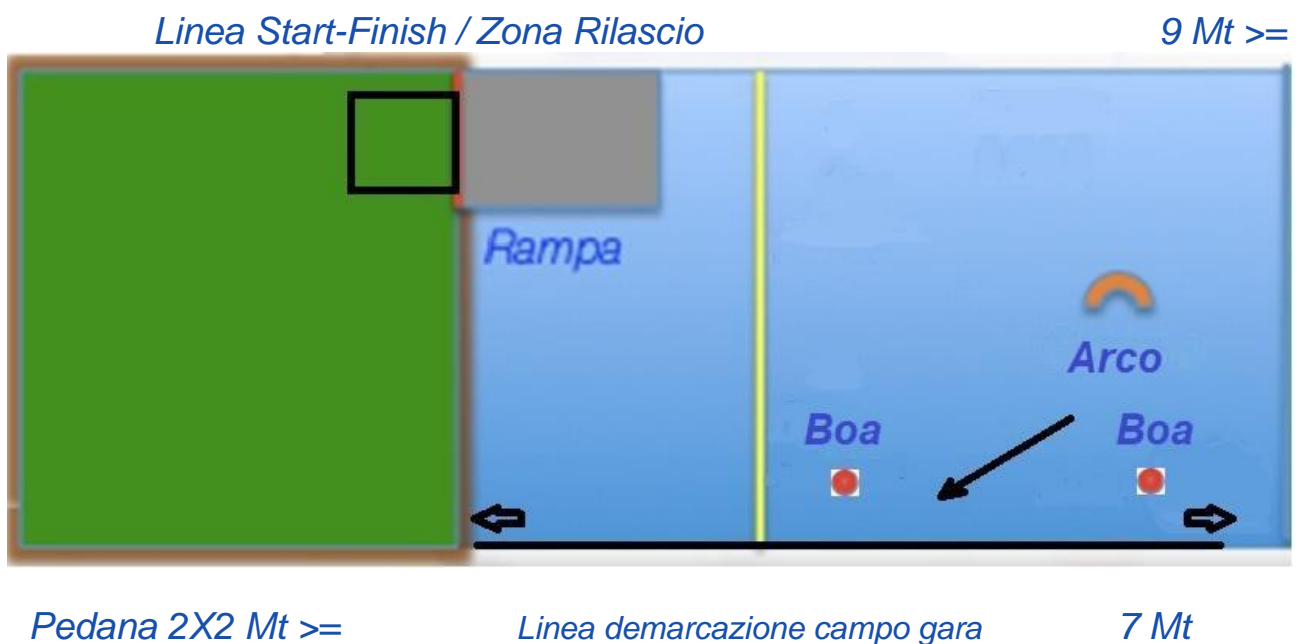 Linea Start-Finish / Zona Rilascio 9 Mt >=
Rampa
Arco
Boa Boa
Pedana 2X2 Mt >= Linea demarcazione campo gara 7 Mt